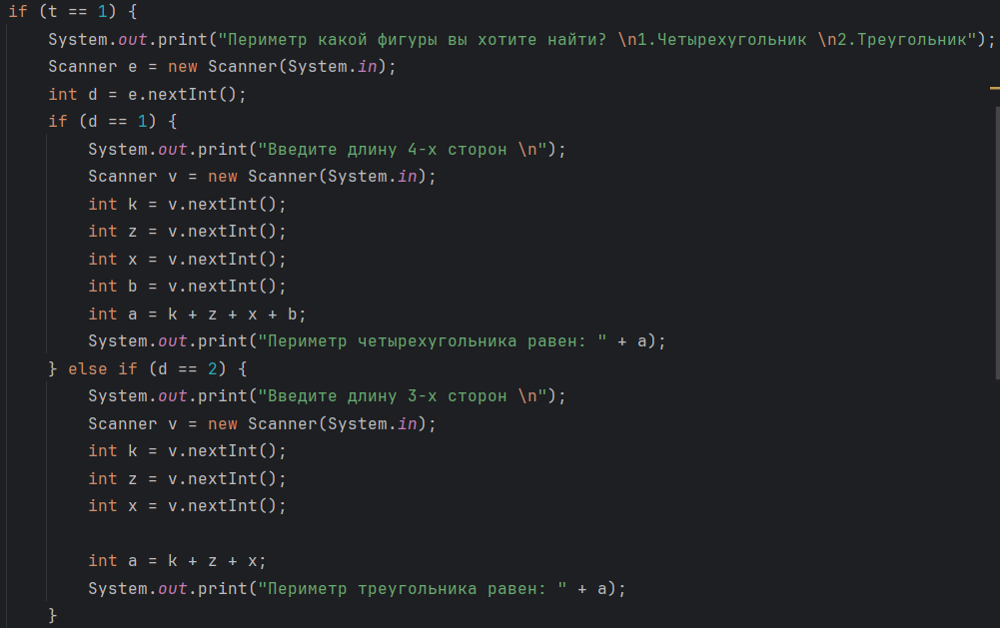 if (t == 1) {
    System.out.print("Периметр какой фигуры вы хотите найти? \n1.Четырехугольник \n2.Треугольник");
    Scanner e = new Scanner(System.in);
    int d = e.nextInt();
    if (d == 1) {
        System.out.print("Введите длину 4-х сторон \n");
        Scanner v = new Scanner(System.in);
        int k = v.nextInt();
        int z = v.nextInt();
        int x = v.nextInt();
        int b = v.nextInt();
        int a = k + z + x + b;
        System.out.print("Периметр четырехугольника равен: " + a);
    } else if (d == 2) {
        System.out.print("Введите длину 3-х сторон \n");
        Scanner v = new Scanner(System.in);
        int k = v.nextInt();
        int z = v.nextInt();
        int x = v.nextInt();

        int a = k + z + x;
        System.out.print("Периметр треугольника равен: " + a);
    }